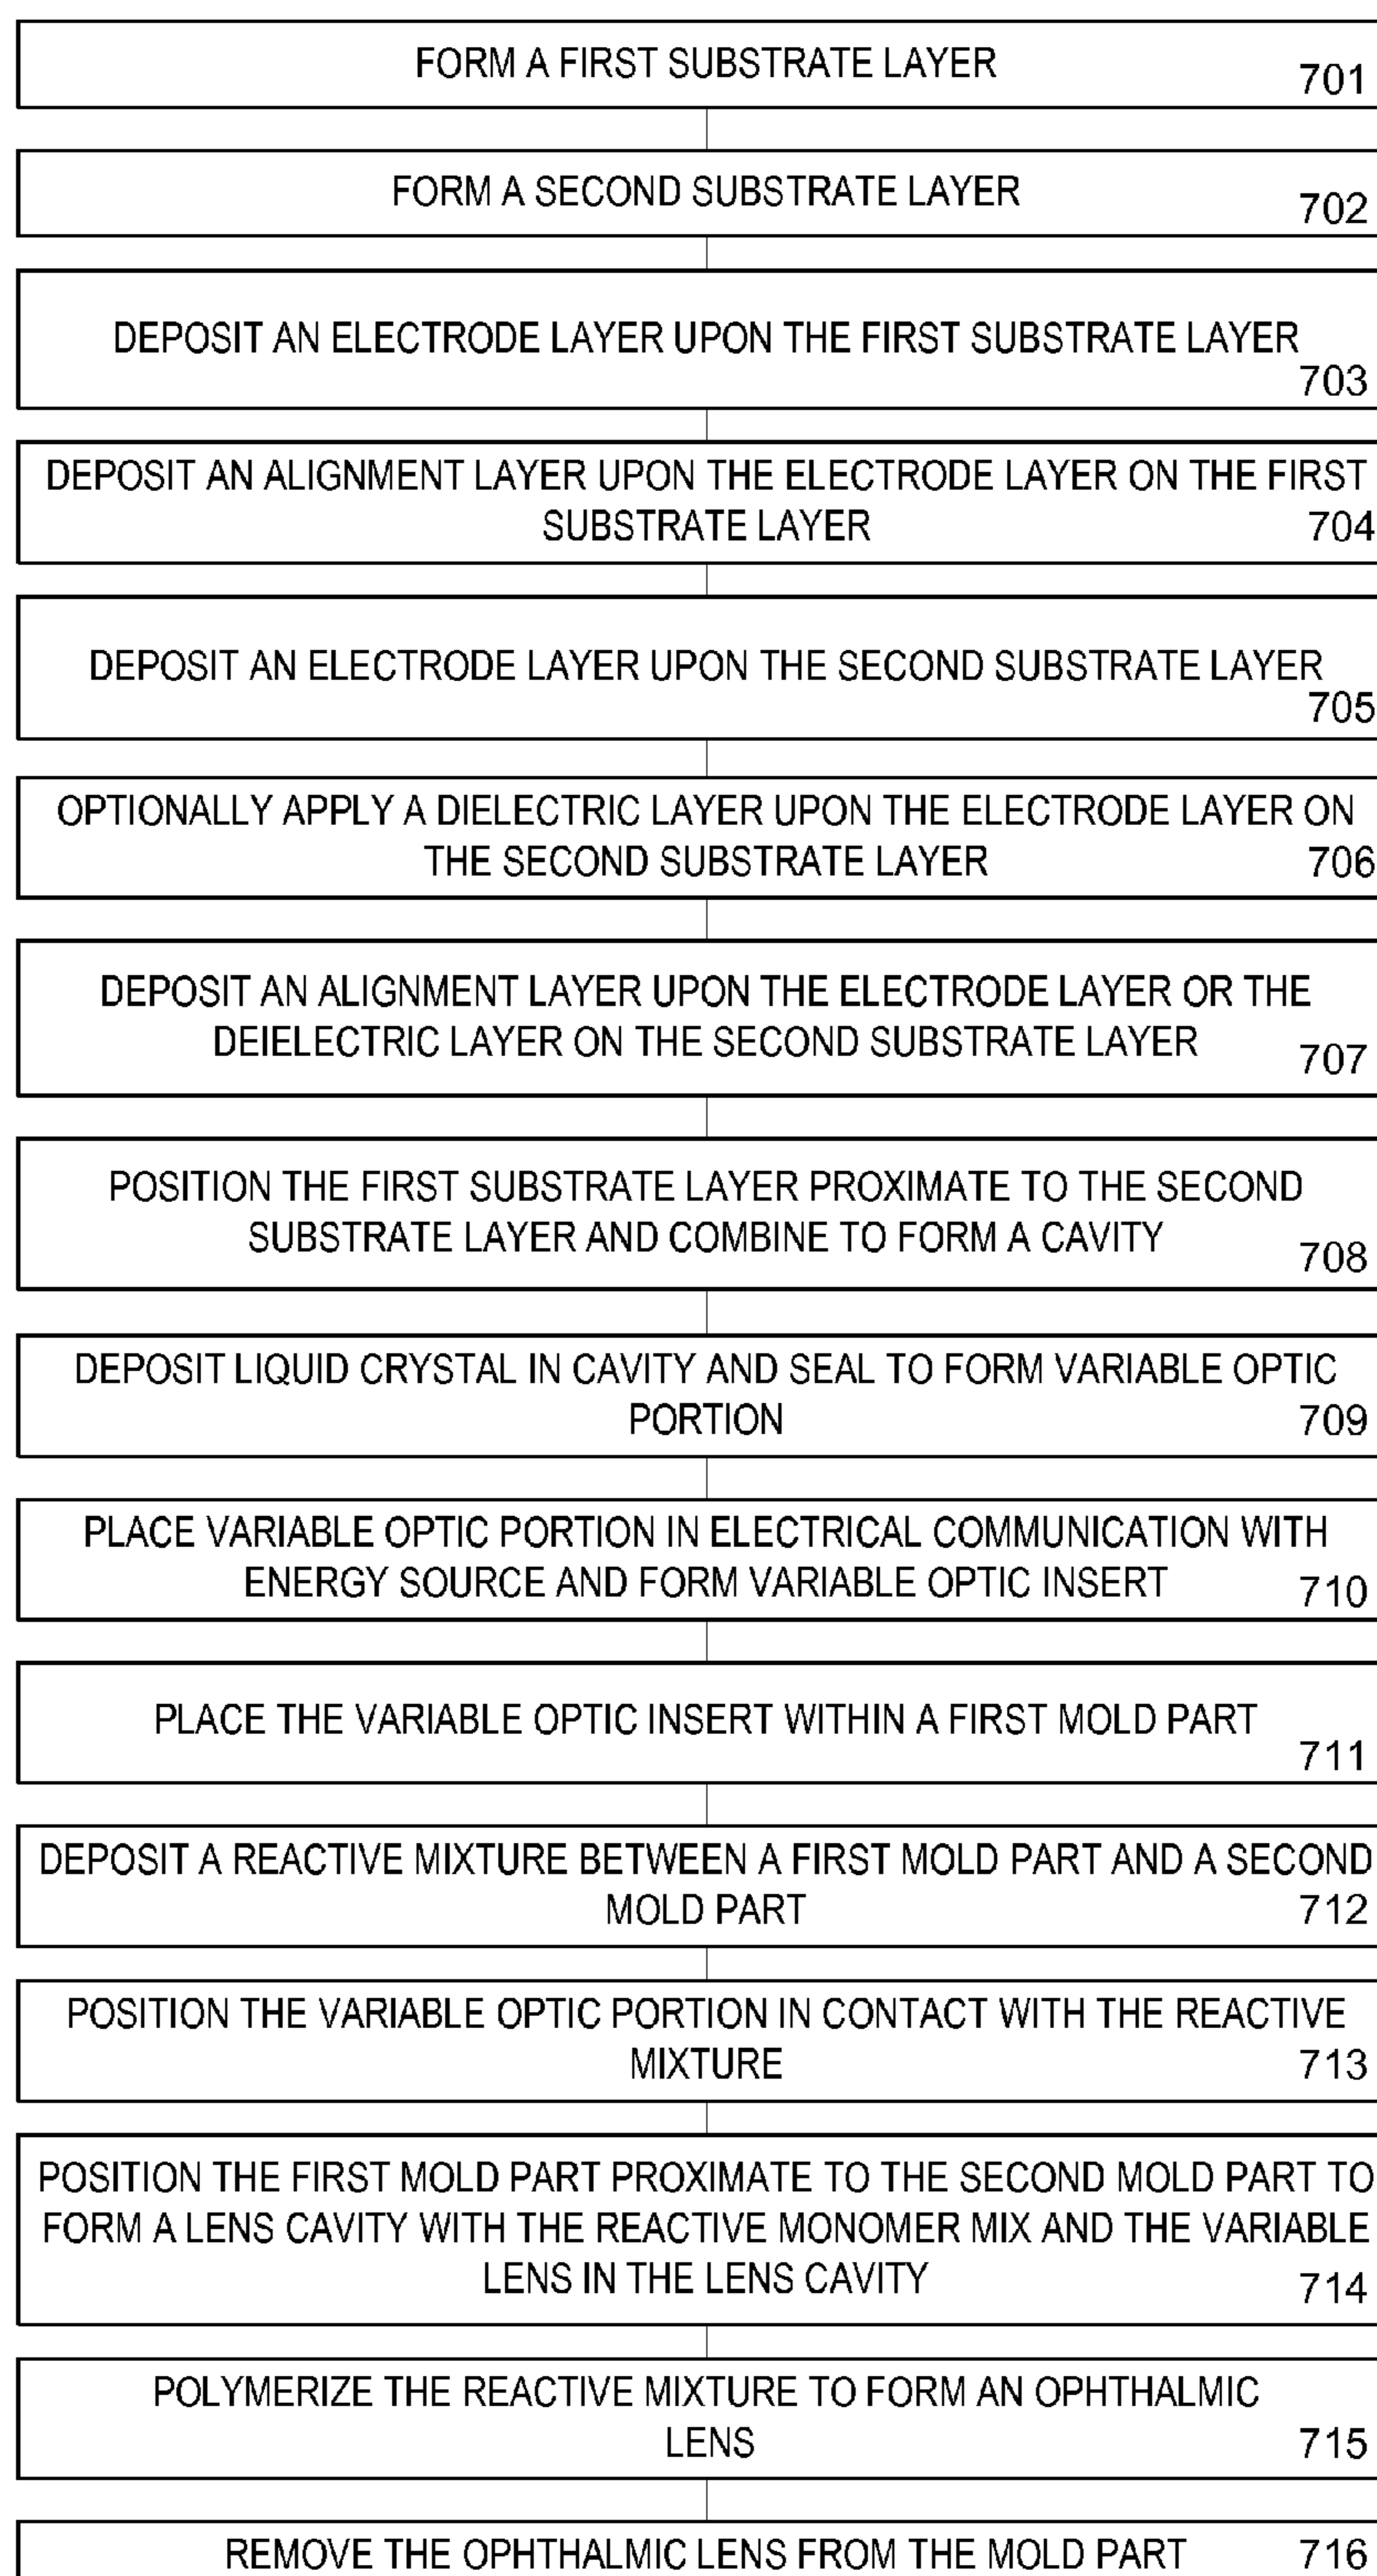 FORM A FIRST SUBSTRATE LAYER
701
FORM A SECOND SUBSTRATE LAYER
702
DEPOSIT AN ELECTRODE LAYER UPON THE FIRST SUBSTRATE LAYER
703
DEPOSIT AN ALIGNMENT LAYER UPON THE ELECTRODE LAYER ON THE FIRST
SUBSTRATE LAYER 704
DEPOSIT AN ELECTRODE LAYER UPON THE SECOND SUBSTRATE LAYER
705
OPTIONALLY APPLY A DIELECTRIC LAYER UPON THE ELECTRODE LAYER ON
THE SECOND SUBSTRATE LAYER 706
DEPOSIT AN ALIGNMENT LAYER UPON THE ELECTRODE LAYER OR THE
DEIELECTRIC LAYER ON THE SECOND SUBSTRATE LAYER 707
POSITION THE FIRST SUBSTRATE LAYER PROXIMATE TO THE SECOND
SUBSTRATE LAYER AND COMBINE TO FORM A CAVITY 708
DEPOSIT LIQUID CRYSTAL IN CAVITY AND SEAL TO FORM VARIABLE OPTIC
PORTION 709
PLACE VARIABLE OPTIC PORTION IN ELECTRICAL COMMUNICATION WITH
ENERGY SOURCE AND FORM VARIABLE OPTIC INSERT 710
PLACE THE VARIABLE OPTIC INSERT WITHIN A FIRST MOLD PART
711
DEPOSIT A REACTIVE MIXTURE BETWEEN A FIRST MOLD PART AND A SECOND
MOLD PART 712
POSITION THE VARIABLE OPTIC PORTION IN CONTACT WITH THE REACTIVE
MIXTURE 713
POSITION THE FIRST MOLD PART PROXIMATE TO THE SECOND MOLD PART TO
FORM A LENS CAVITY WITH THE REACTIVE MONOMER MIX AND THE VARIABLE
LENS IN THE LENS CAVITY 714
POLYMERIZE THE REACTIVE MIXTURE TO FORM AN OPHTHALMIC
LENS 715
REMOVE THE OPHTHALMIC LENS FROM THE MOLD PART 716